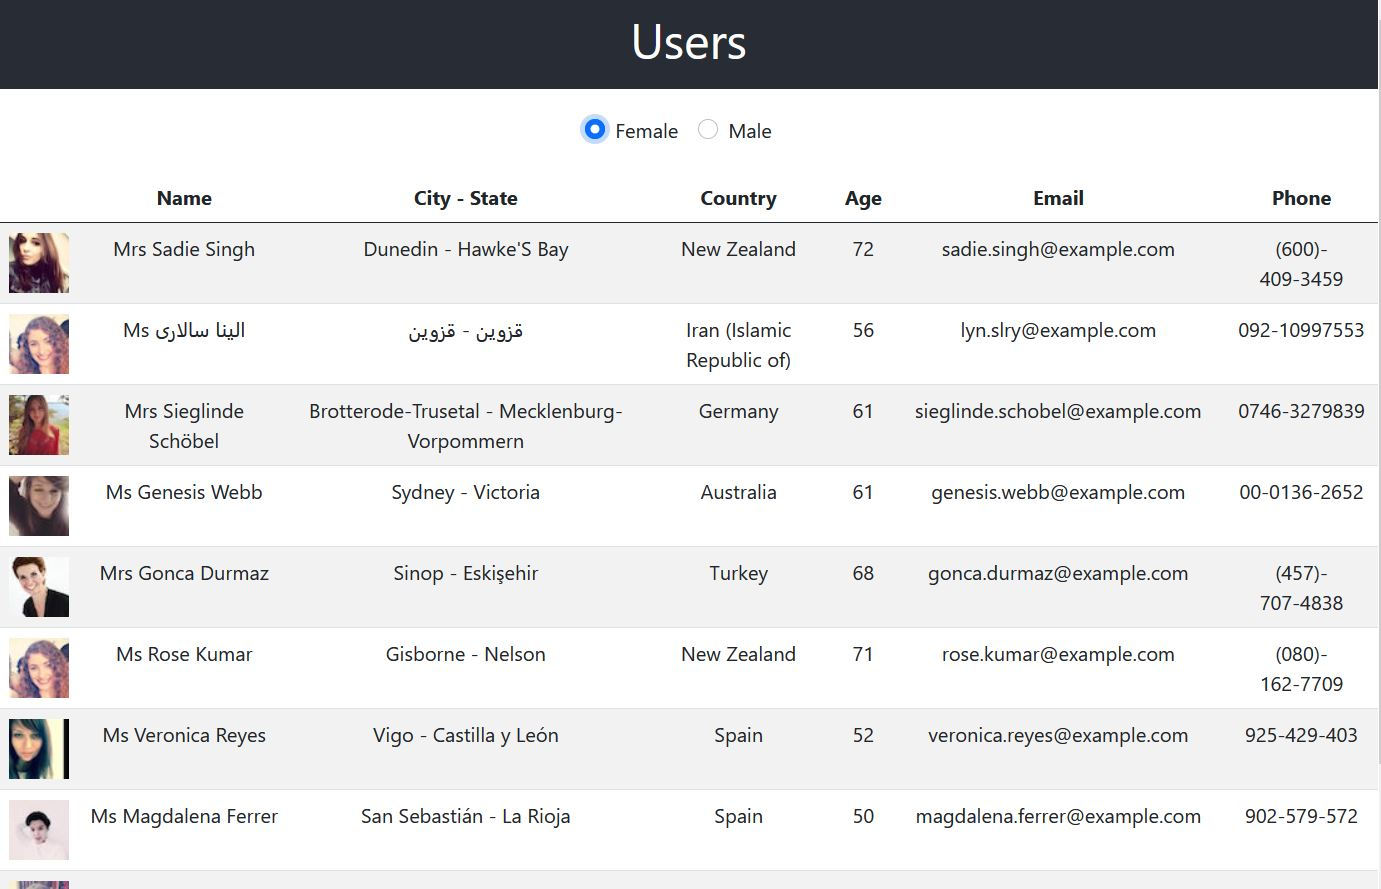 Users
Female Male
Name City - State Country Age Email Phone
Mrs Sadie Singh Dunedin - Hawke'S Bay New Zealand 72 sadie.singh@example.com (600)-
409-3459
Ms الینا سالاری قزوین - قزوین Iran (Islamic 56 lyn.slry@example.com 092-10997553
Republic of)
Mrs Sieglinde Brotterode-Trusetal - Mecklenburg- Germany 61 sieglinde.schobel@example.com 0746-3279839
Schöbel Vorpommern
Ms Genesis Webb Sydney - Victoria Australia 61 genesis.webb@example.com 00-0136-2652
Mrs Gonca Durmaz Sinop - Eskişehir Turkey 68 gonca.durmaz@example.com (457)-
707-4838
Ms Rose Kumar Gisborne - Nelson New Zealand 71 rose.kumar@example.com (080)-
162-7709
Ms Veronica Reyes Vigo - Castilla y León Spain 52 veronica.reyes@example.com 925-429-403
Ms Magdalena Ferrer San Sebastián - La Rioja Spain 50 magdalena.ferrer@example.com 902-579-572